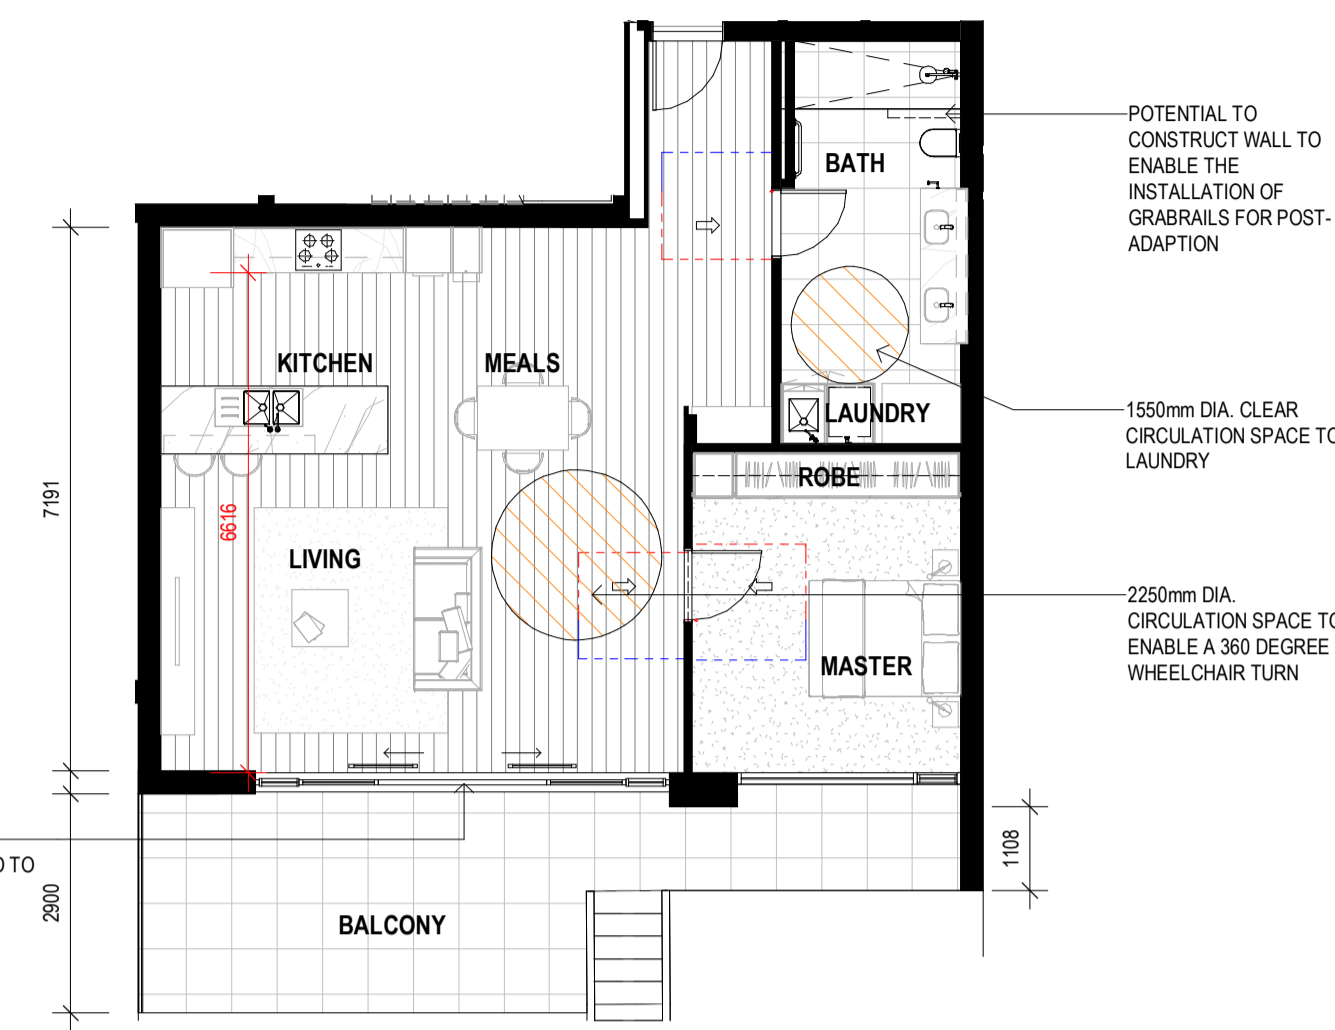 POTENTIAL TO
CONSTRUCT WALL TO
ENABLE THE
INSTALLATION OF
GRABRAILS FOR POST-
ADAPTION
BATH
KITCHEN
MEALS
LAUNDRY
1550mm DIA. CLEAR
CIRCULATION SPACE TO
LAUNDRY
ROBE
7191
6616
LIVING
2250mm DIA.
CIRCULATION SPACE TO
ENABLE A 360 DEGREE
WHEELCHAIR TURN
MASTER
1108
TO
2900
BALCONY